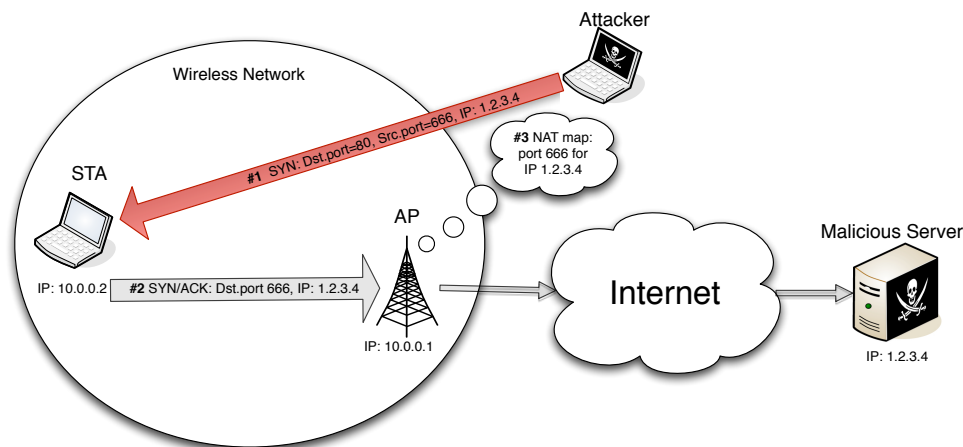 Attacker
Wireless Network
#1 SYN: Dst.port=80, Src.port=666, IP: 1.2.3.4
#3 NAT map:
port 666 for
IP 1.2.3.4
STA
AP
Malicious Server
IP: 10.0.0.2
#2 SYN/ACK: Dst.port 666, IP: 1.2.3.4
Internet
IP: 10.0.0.1
IP: 1.2.3.4